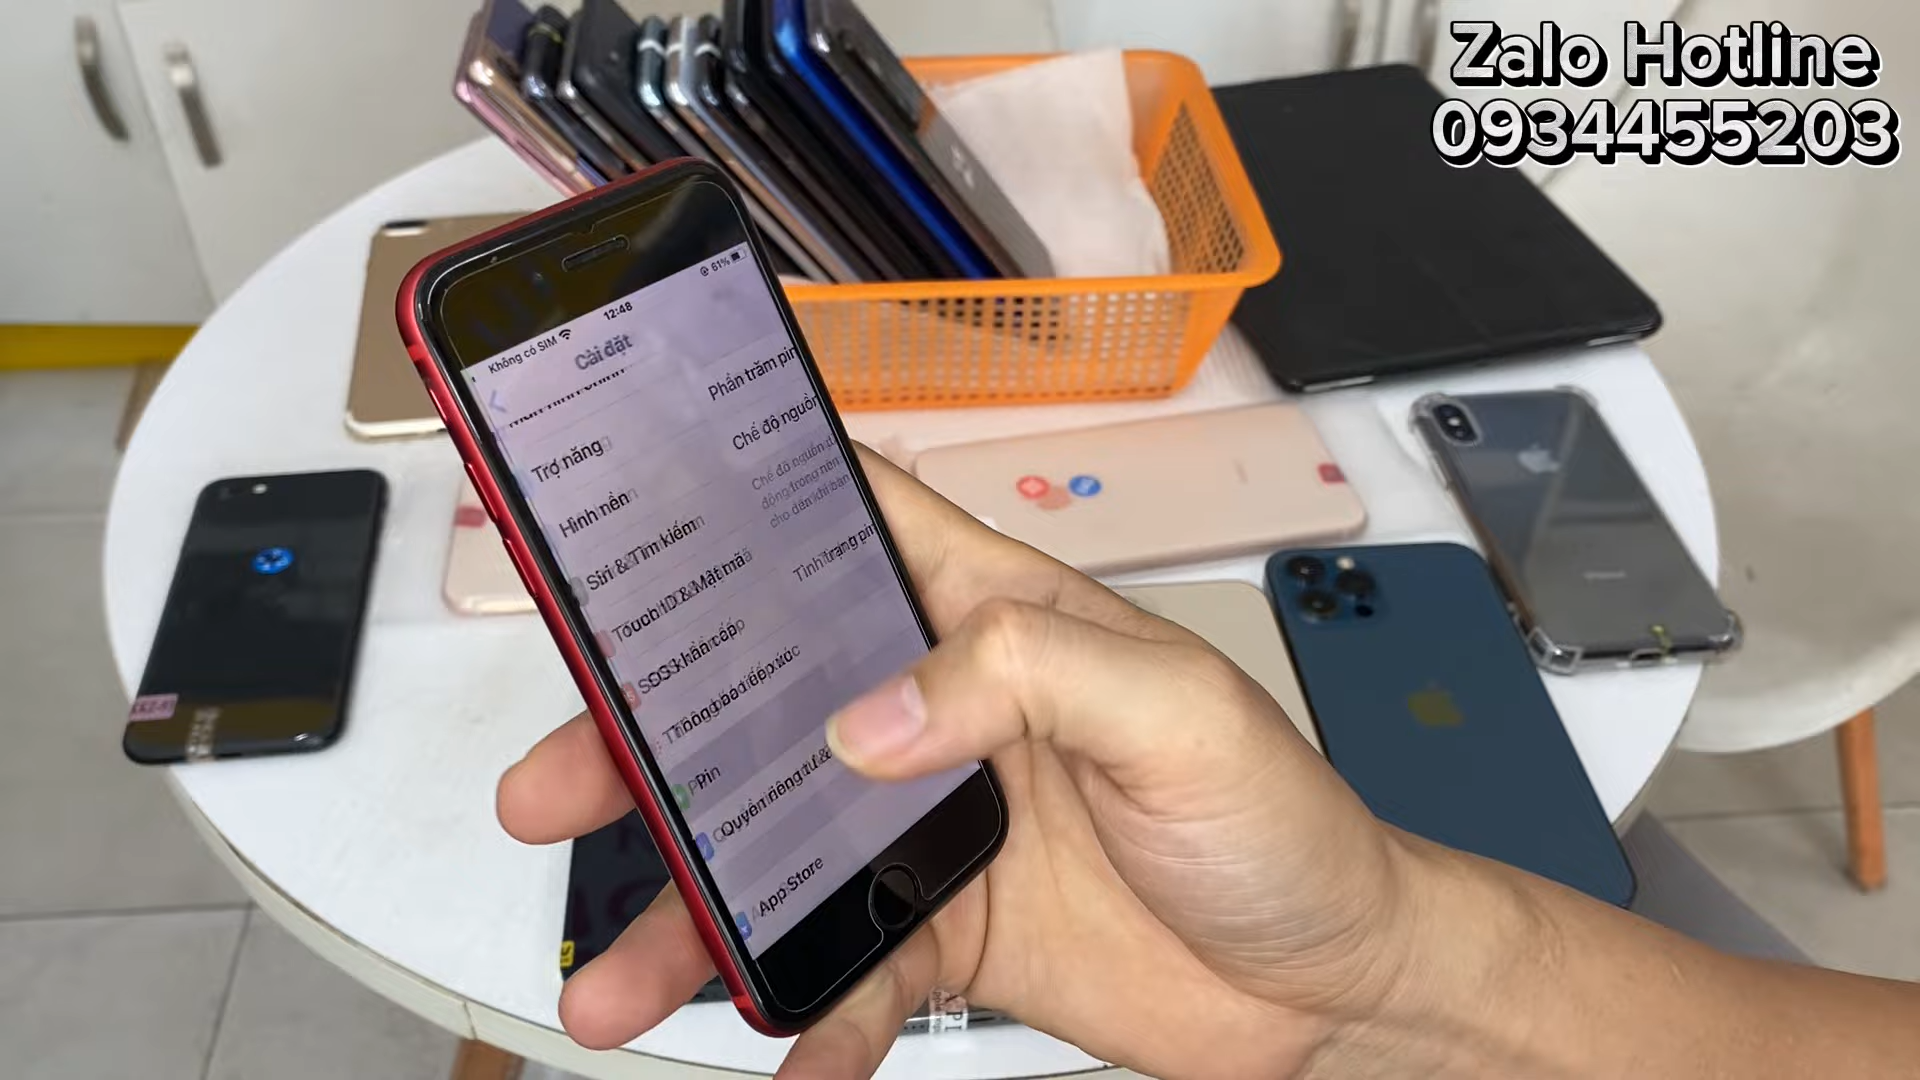 Zalo Hotline
0934455203
Không có SIM
12:48
61%
Cài đặt
Phần trăm pin
Trợ năng
Chế độ nguồn
Hình nền
Siri & Tìm kiếm
Touch ID & Mật mã
Tình trạng pin
SOS khẩn cấp
Thông báo tiếp xúc
Pin
Quyền riêng tư &
App Store